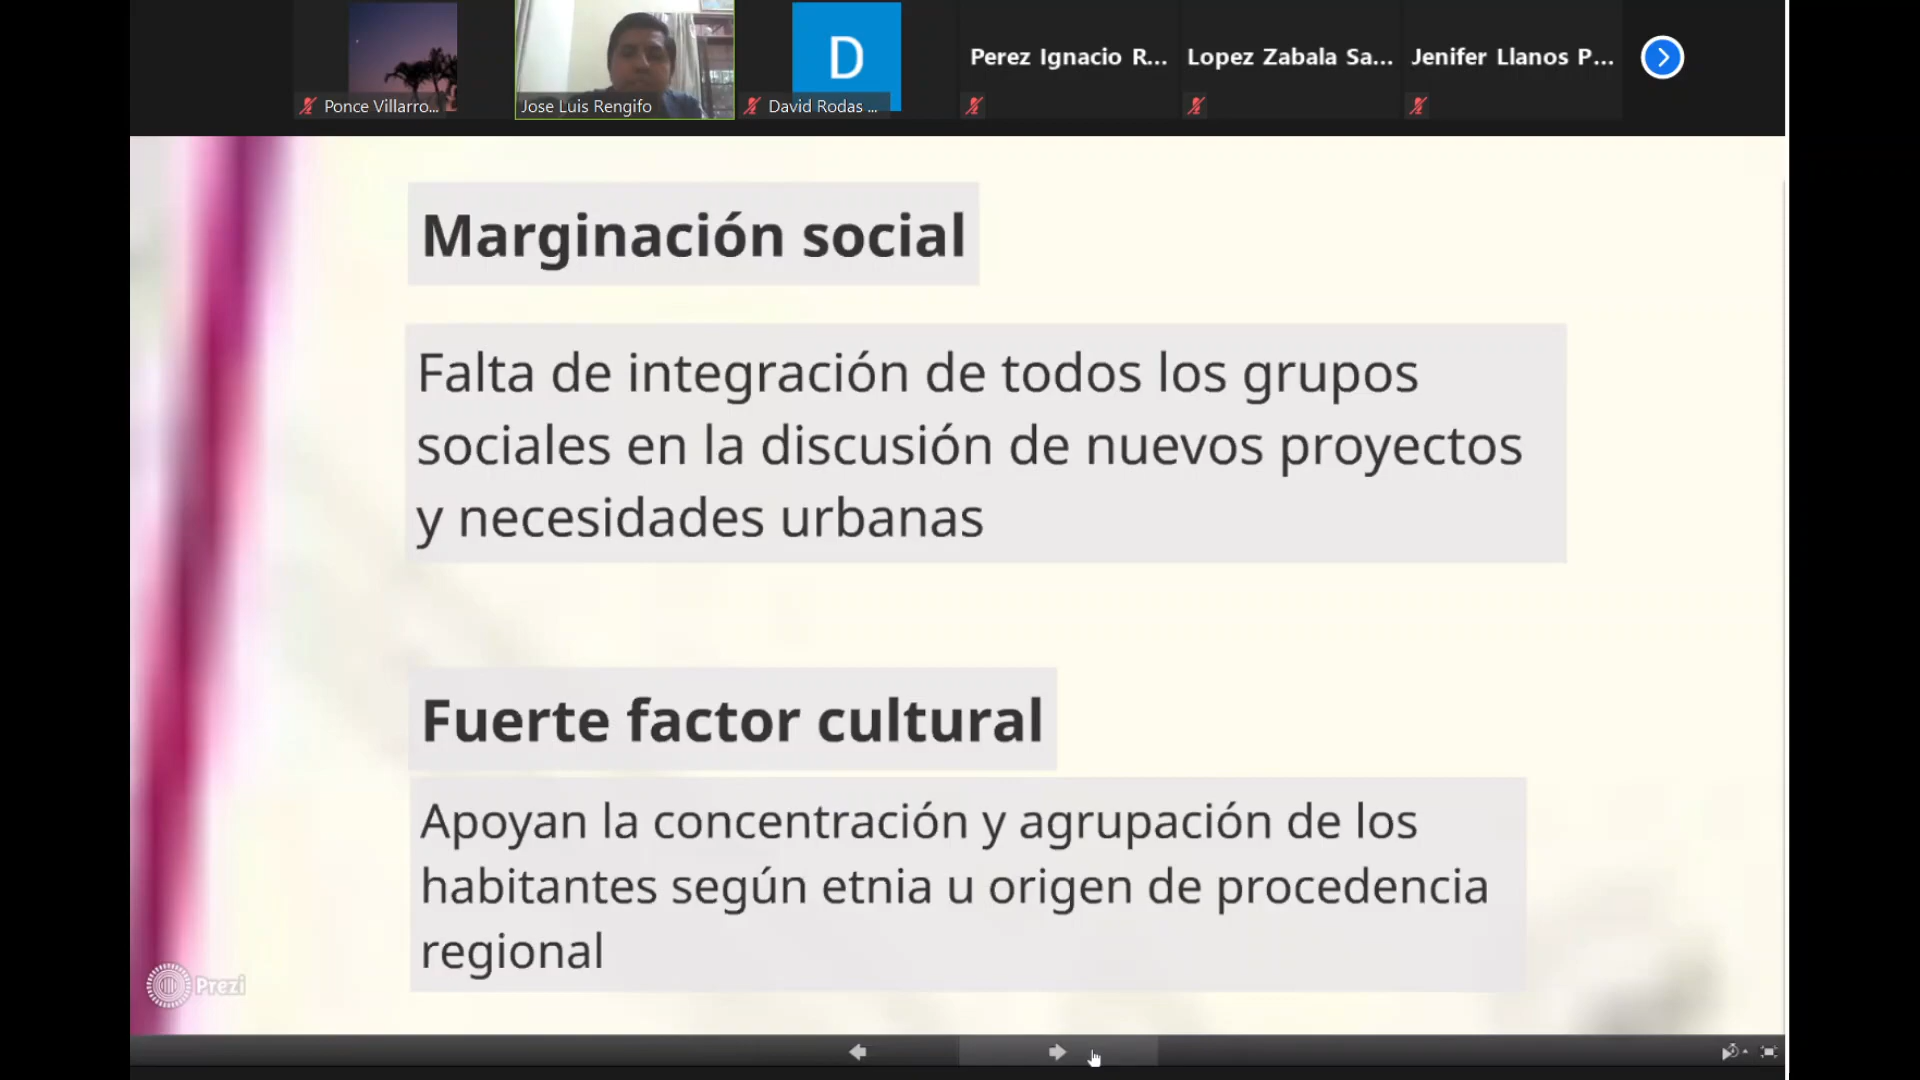 Ponce Villarro...
Jose Luis Rengifo
D
David Rodas ...
Perez Ignacio R...
Lopez Zabala Sa...
Jenifer Llanos P...
Marginación social
Falta de integración de todos los grupos
sociales en la discusión de nuevos proyectos
y necesidades urbanas
Fuerte factor cultural
Apoyan la concentración y agrupación de los
habitantes según etnia u origen de procedencia
regional
Prezi